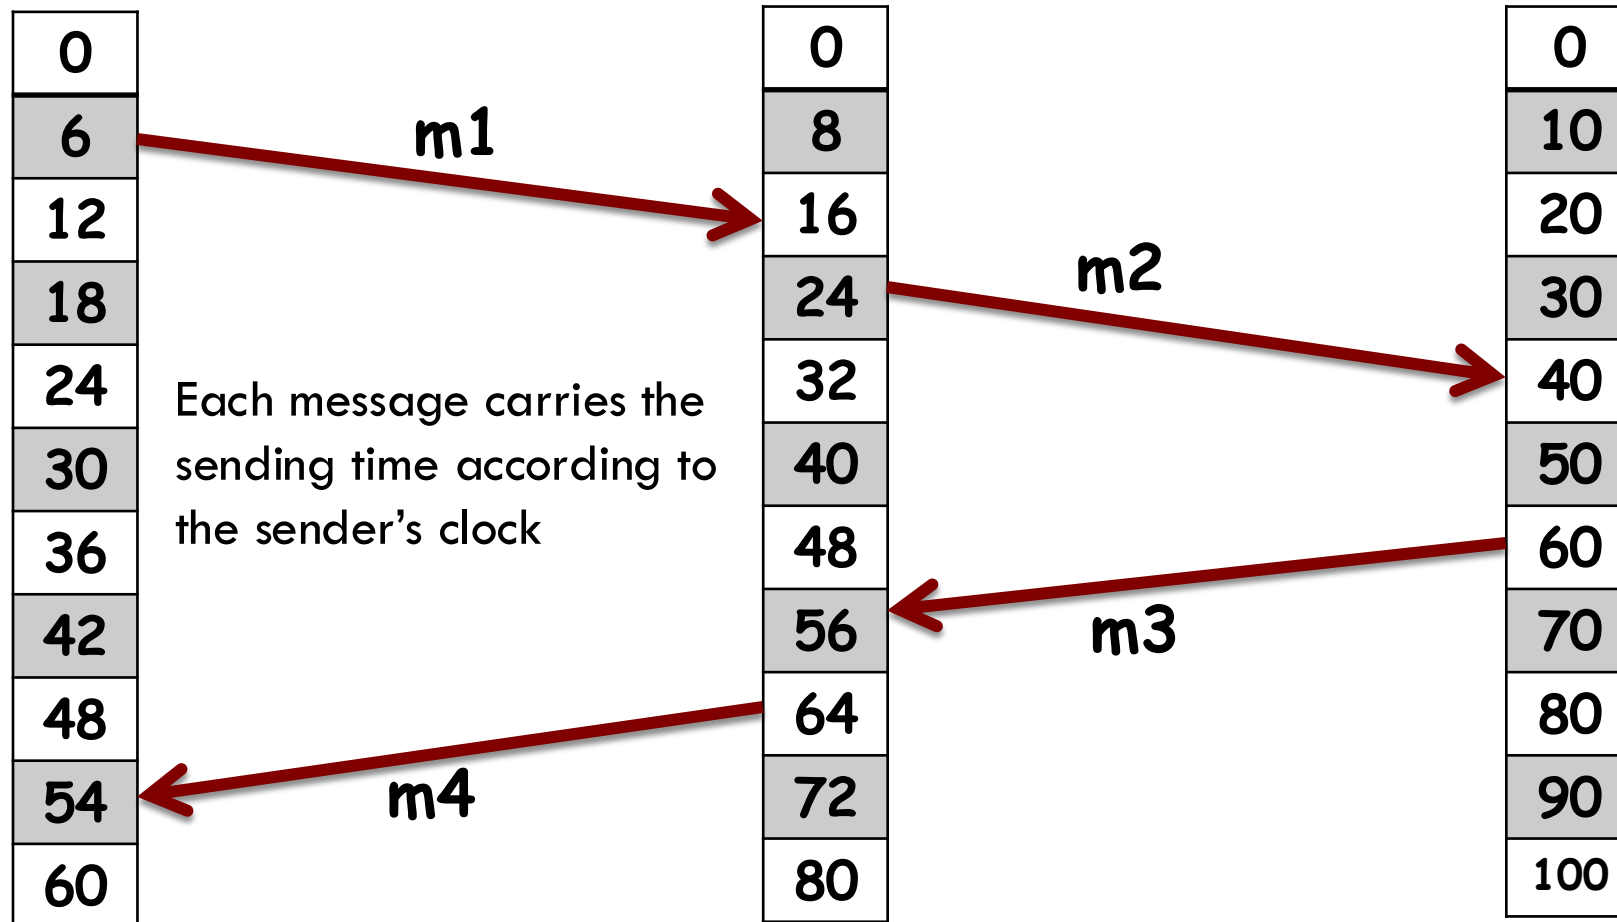 0 0 0
6 m1 8 10
12 16 20
18 24 m2 30
24 32 40
Each message carries the
sending time according to
the sender’s clock
30 40 50
36 48 60
42 56 m3 70
48 64 80
54 m4 72 90
60 80 100